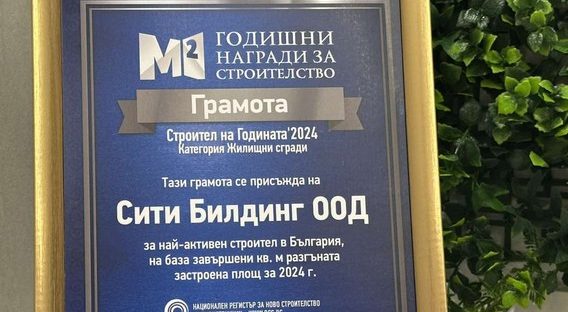 M2
ГОДИШНИ
НАГРАДИ ЗА
СТРОИТЕЛСТВО
Грамота
Строител на Годината'2024
Категория Жилищни сгради
Тази грамота се присъжда на
Сити Билдинг ООД
за най-активен строител в България,
на база завършени кв. м разгъната
застроена площ за 2024 г.
НАЦИОНАЛЕН РЕГИСТЪР ЗА НОВО СТРОИТЕЛСТВО